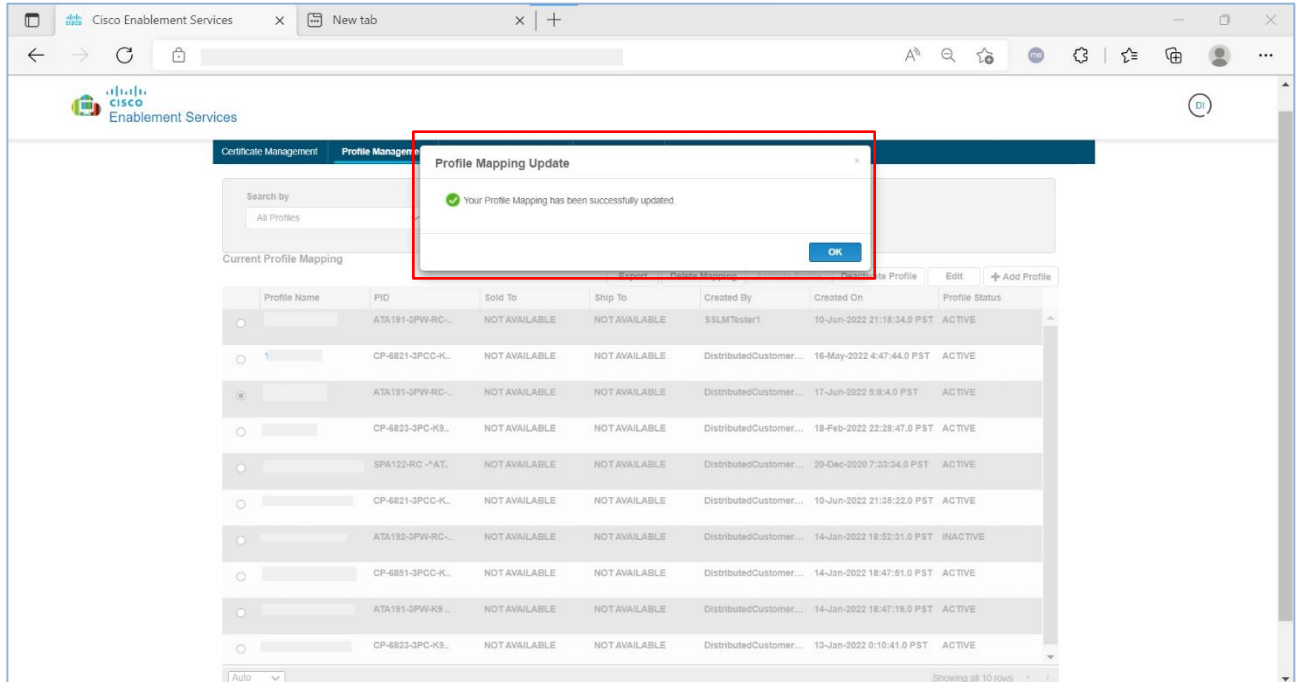 Cisco Enablement Services
New tab
cisco
Enablement Services
DI
Certificate Management Profile Manageme
Profile Mapping Update
Your Profile Mapping has been successfully updated.
OK
Search by
All Profiles
Current Profile Mapping
Export Delete Mapping Deactivate Profile Edit Add Profile
Profile Name PID Sold To Ship To Created By Created On Profile Status
ATA191-3PW-RC-.. NOT AVAILABLE NOT AVAILABLE SSLMTester1 10-Jun-2022 21:18:34.0 PST ACTIVE
1 CP-6821-3PCC-K.. NOT AVAILABLE NOT AVAILABLE DistributedCustomer... 16-May-2022 4:47:44.0 PST ACTIVE
ATA191-3PW-RC-.. NOT AVAILABLE NOT AVAILABLE DistributedCustomer... 17-Jun-2022 5:8:4.0 PST ACTIVE
CP-6823-3PC-K9.. NOT AVAILABLE NOT AVAILABLE DistributedCustomer... 18-Feb-2022 22:28:47.0 PST ACTIVE
SPA122-RC -^AT.. NOT AVAILABLE NOT AVAILABLE DistributedCustomer... 20-Dec-2020 7:33:34.0 PST ACTIVE
CP-6821-3PCC-K.. NOT AVAILABLE NOT AVAILABLE DistributedCustomer... 10-Jun-2022 21:35:22.0 PST ACTIVE
ATA192-3PW-RC-.. NOT AVAILABLE NOT AVAILABLE DistributedCustomer... 14-Jan-2022 18:52:31.0 PST INACTIVE
CP-6851-3PCC-K.. NOT AVAILABLE NOT AVAILABLE DistributedCustomer... 14-Jan-2022 18:47:51.0 PST ACTIVE
ATA191-3PW-K9 .. NOT AVAILABLE NOT AVAILABLE DistributedCustomer... 14-Jan-2022 18:47:19.0 PST ACTIVE
CP-6823-3PC-K9.. NOT AVAILABLE NOT AVAILABLE DistributedCustomer... 13-Jan-2022 0:10:41.0 PST ACTIVE
Auto Showing all 10 rows